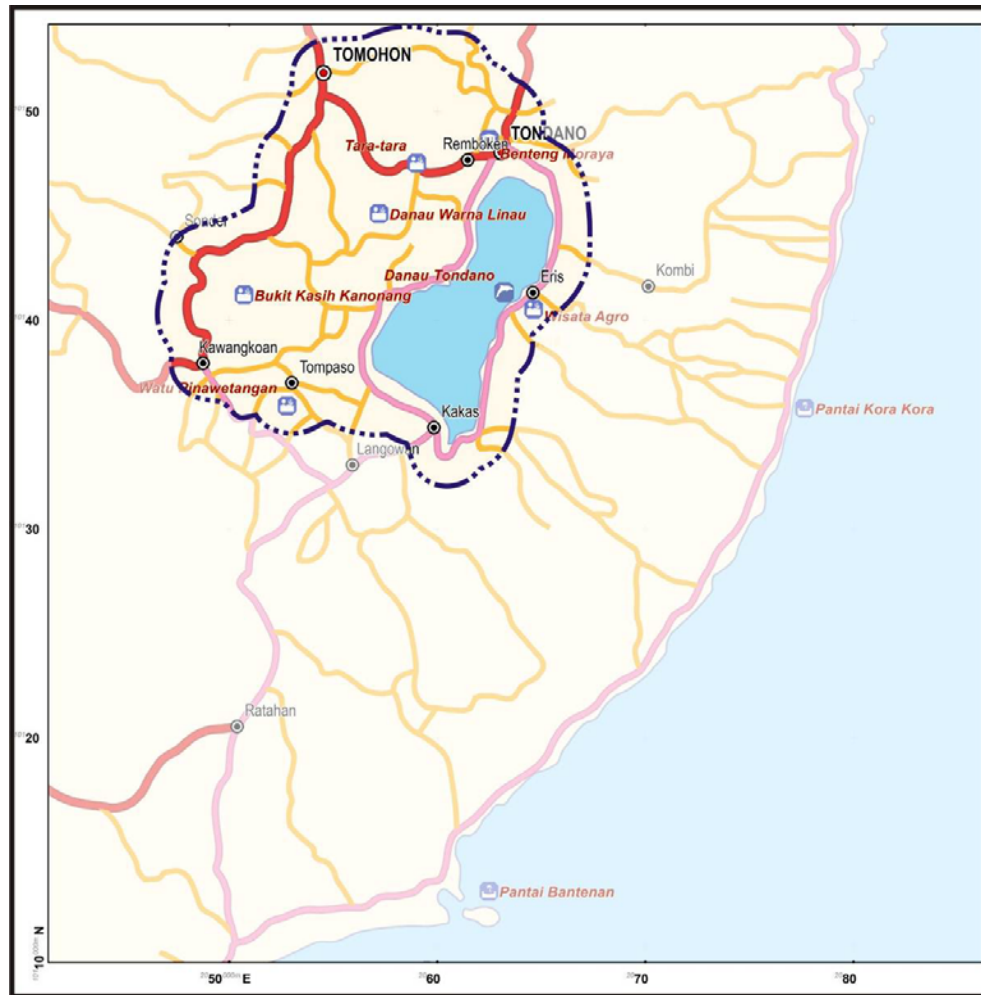 TOMOHON
50
TONDANO
Remboken
Tara-tara
Benteng Moraya
Danau Warna Linau
Sonder
Danau Tondano
Eris
Kombi
Bukit Kasih Kanonang
Wisata Agro
40
Kawangkoan
Tompaso
Watu Pinawetangan
Pantai Kora Kora
Kakas
Langowan
30
Ratahan
20
Pantai Bantenan
10 N
50 E
60
70
80